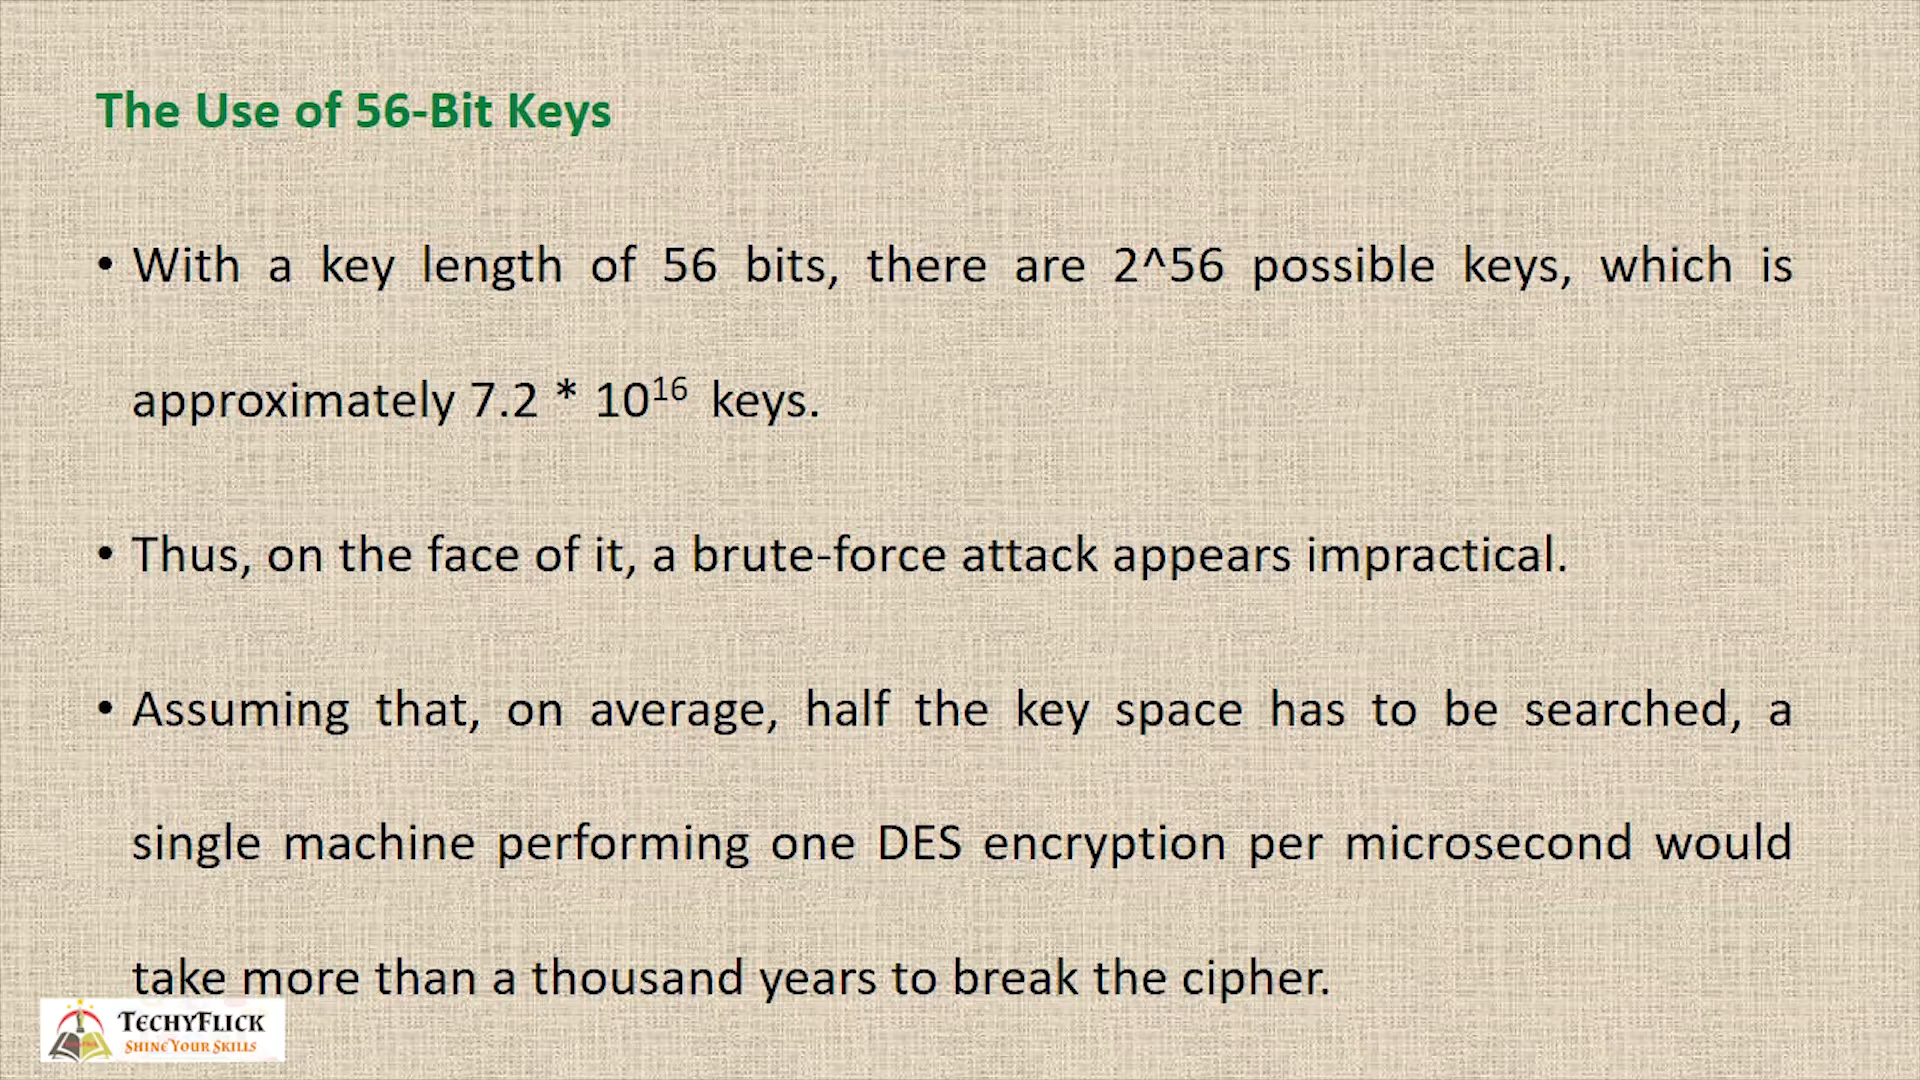 The Use of 56-Bit Keys
• With a key length of 56 bits, there are 2^56 possible keys, which is
approximately 7.2 * 10¹⁶ keys.
• Thus, on the face of it, a brute-force attack appears impractical.
• Assuming that, on average, half the key space has to be searched, a
single machine performing one DES encryption per microsecond would
take more than a thousand years to break the cipher.
TECHYFLICK
SHINE YOUR SKILLS